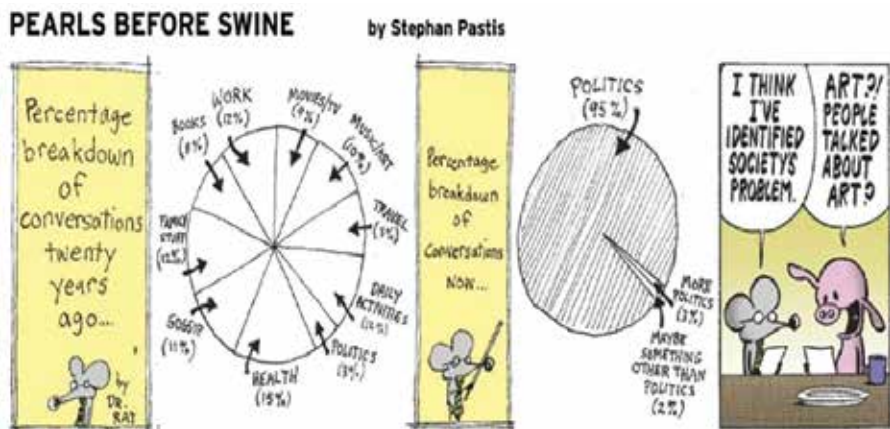 PEARLS BEFORE SWINE
by Stephan Pastis
Percentage
breakdown
of
conversations
twenty
years
ago...
by
DR.
RAT
WORK
(12%)
MOVIES/TV
(9%)
MUSIC/ART
(10%)
TRAVEL
DAILY
ACTIVITIES
(12%)
POLITICS
(3%)
HEALTH
(15%)
GOSSIP
(11%)
FAMILY
STUFF
(12%)
BOOKS
(8%)
Percentage
breakdown
of
conversations
NOW...
POLITICS
(95%)
MORE
POLITICS
(3%)
MAYBE
SOMETHING
OTHER THAN
POLITICS
(2%)
I THINK
I'VE
IDENTIFIED
SOCIETY'S
PROBLEM.
ART?!
PEOPLE
TALKED
ABOUT
ART?